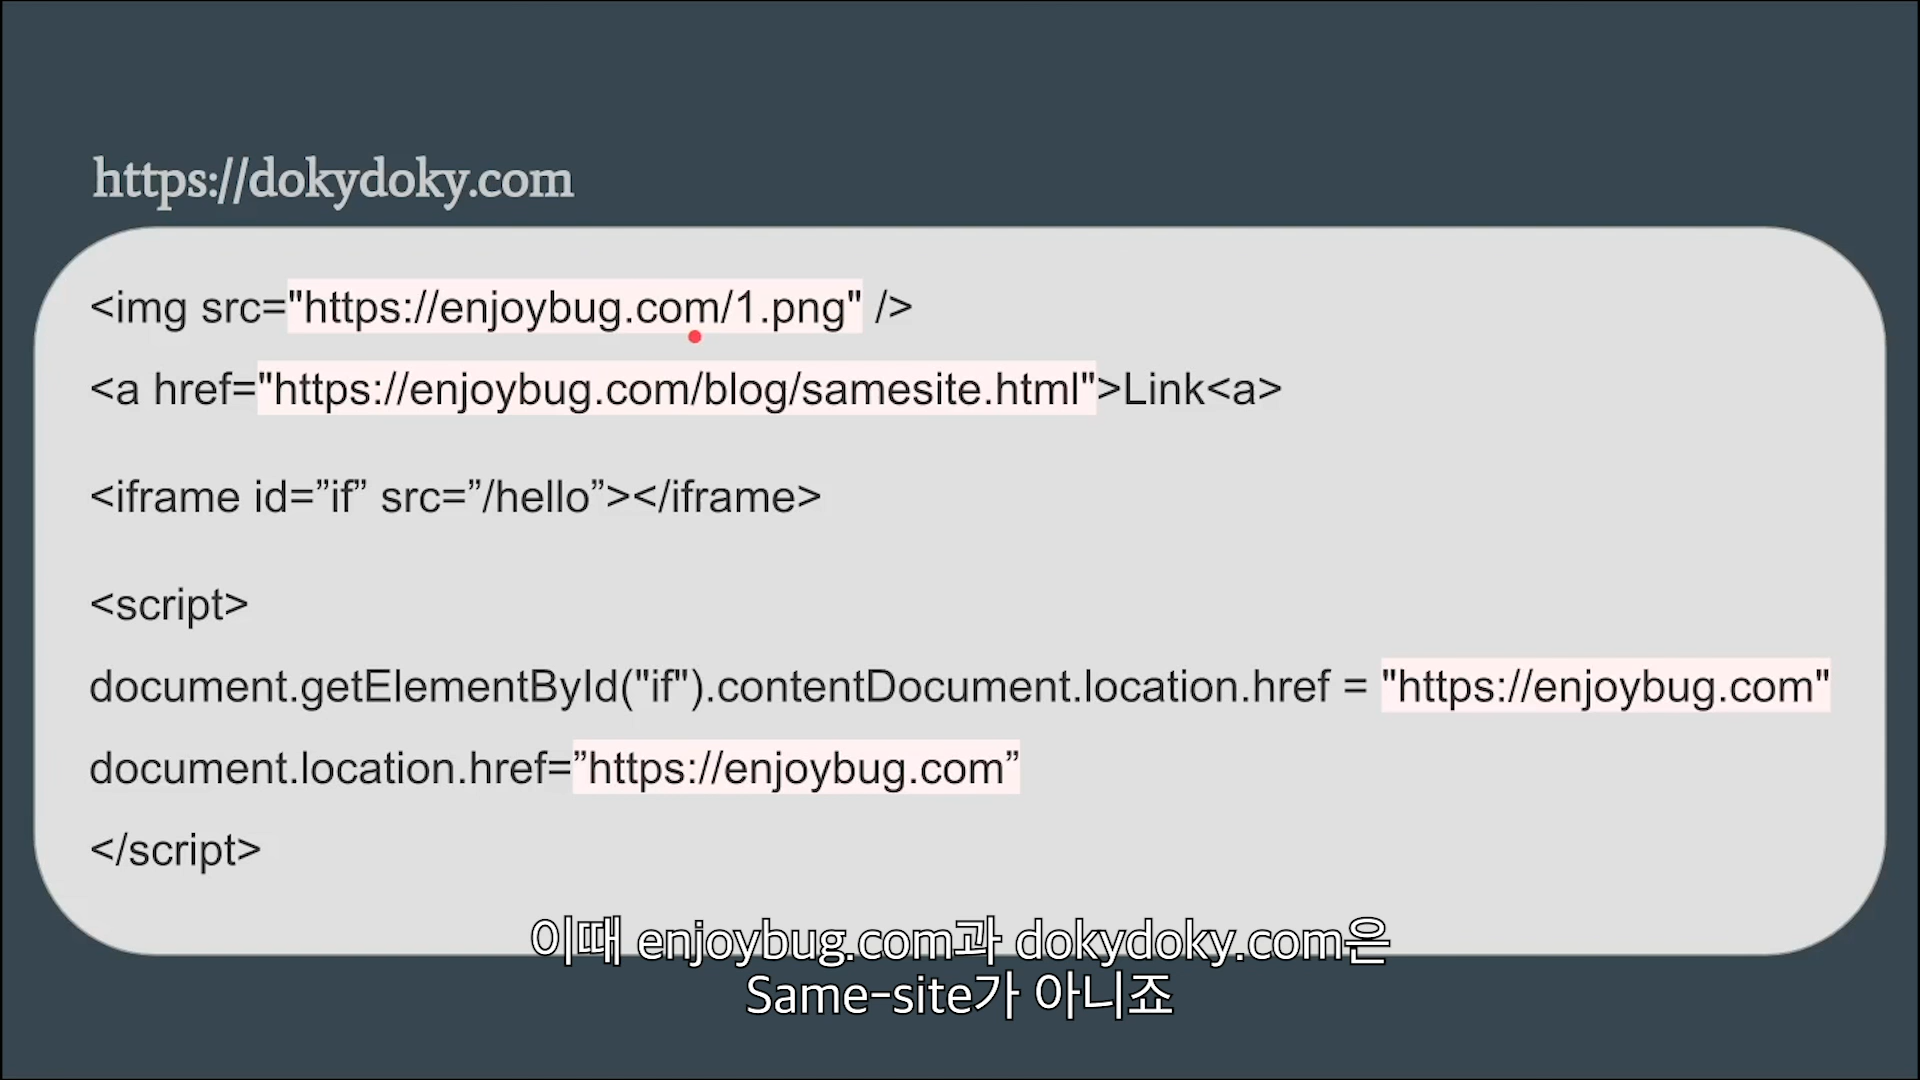 https://dokydoky.com
<img src="https://enjoybug.com/1.png" />
<a href="https://enjoybug.com/blog/samesite.html">Link<a>
<iframe id=”if” src=”/hello”></iframe>
<script>
document.getElementById("if").contentDocument.location.href = "https://enjoybug.com"
document.location.href=”https://enjoybug.com”
</script>
이때 enjoybug.com과 dokydoky.com은
Same-site가 아니죠